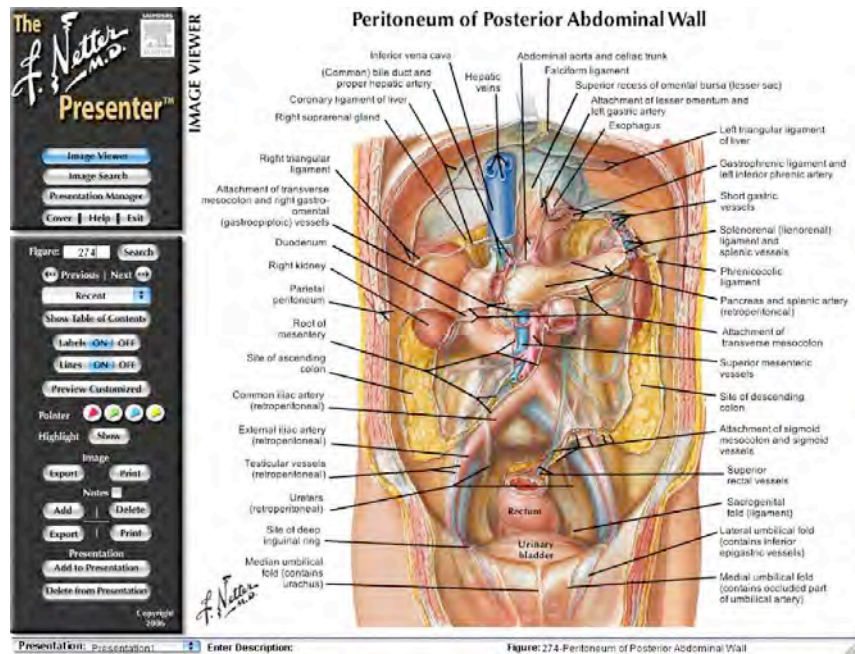 The
F. Netter
M.D.
Presenter™
SAUNDERS
ELSEVIER
Image Viewer
Image Search
Presentation Manager
Cover | Help | Exit
Figure: 274 Search
Previous | Next
Recent
Show Table of Contents
Labels ON | OFF
Lines ON | OFF
Preview Customized
Pointer
Highlight Show
Image
Export Print
Notes
Add | Delete
Export | Print
Presentation
Add to Presentation
Delete from Presentation
Copyright
2006
IMAGE VIEWER
Peritoneum of Posterior Abdominal Wall
Inferior vena cava
(Common) bile duct and
proper hepatic artery
Coronary ligament of liver
Right suprarenal gland
Right triangular
ligament
Attachment of transverse
mesocolon and right gastro-
omental
(gastroepiploic) vessels
Duodenum
Right kidney
Parietal
peritoneum
Root of
mesentery
Site of ascending
colon
Common iliac artery
(retroperitoneal)
External iliac artery
(retroperitoneal)
Testicular vessels
(retroperitoneal)
Ureters
(retroperitoneal)
Site of deep
inguinal ring
Median umbilical
fold (contains
urachus)
Hepatic
veins
Abdominal aorta and celiac trunk
Falciform ligament
Superior recess of omental bursa (lesser sac)
Attachment of lesser omentum and
left gastric artery
Esophagus
Left triangular ligament
of liver
Gastrophrenic ligament and
left inferior phrenic artery
Short gastric
vessels
Splenorenal (lienorenal)
ligament and
splenic vessels
Phrenicocolic
ligament
Pancreas and splenic artery
(retroperitoneal)
Attachment of
transverse mesocolon
Superior mesenteric
vessels
Site of descending
colon
Attachment of sigmoid
mesocolon and sigmoid
vessels
Superior
rectal vessels
Sacrogenital
fold (ligament)
Lateral umbilical fold
(contains inferior
epigastric vessels)
Medial umbilical fold
(contains occluded part
of umbilical artery)
Rectum
Urinary
bladder
F. Netter
M.D.
Presentation: Presentation1
Enter Description:
Figure: 274-Peritoneum of Posterior Abdominal Wall